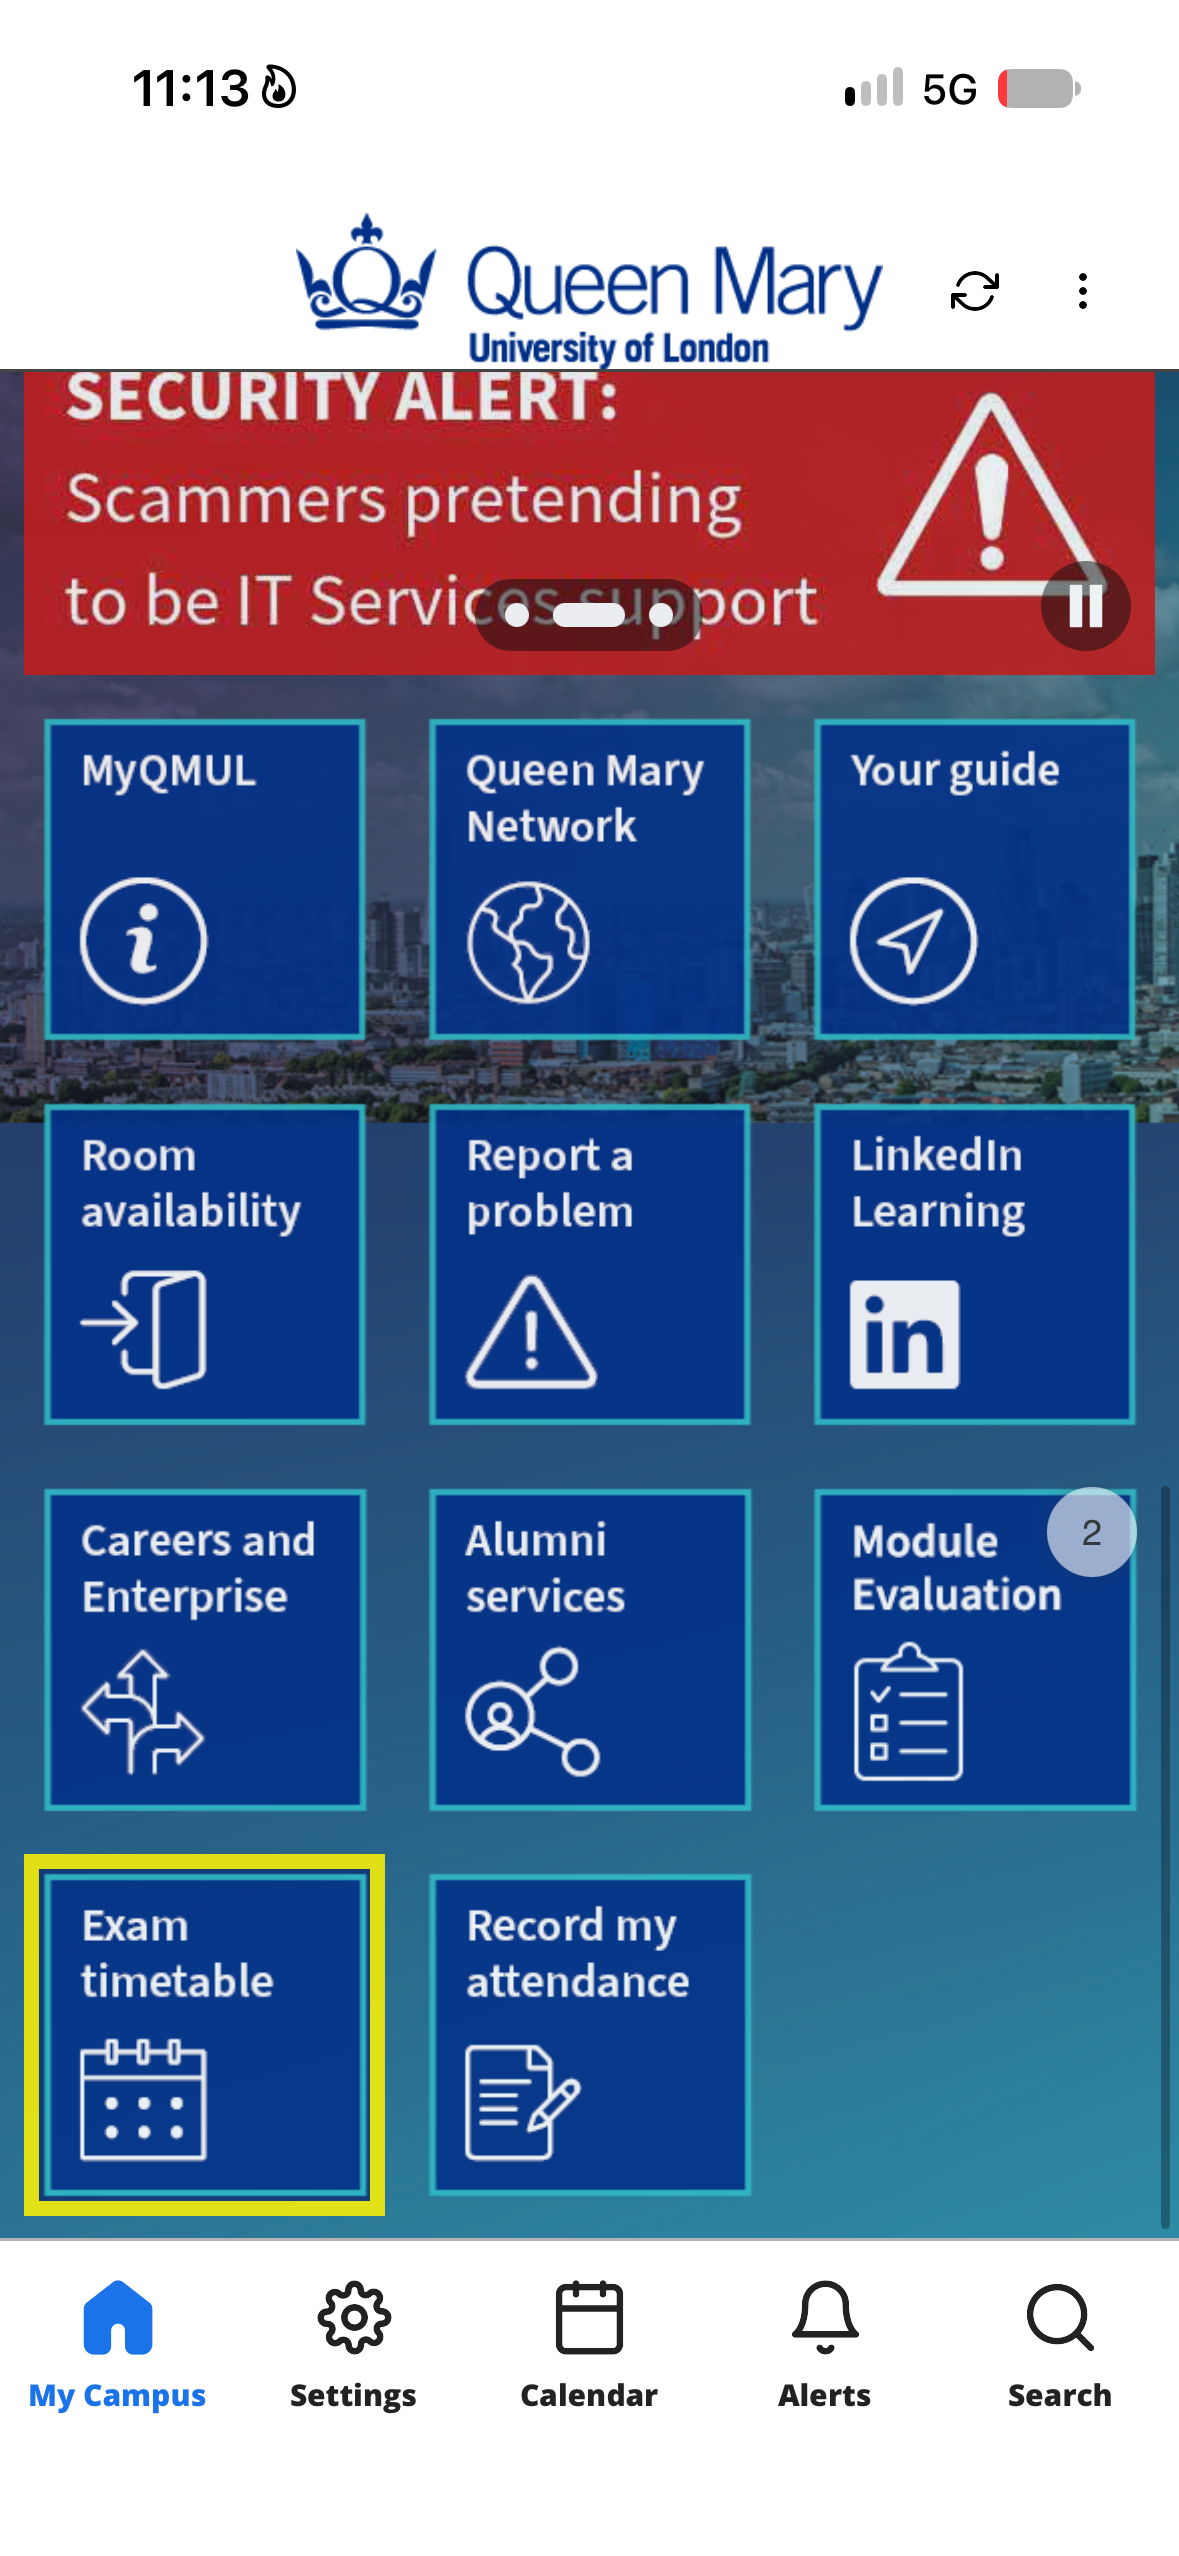 11:13
5G
Queen Mary
University of London
SECURITY ALERT:
Scammers pretending
to be IT Services support
MyQMUL
Queen Mary
Network
Your guide
Room
availability
Report a
problem
LinkedIn
Learning
in
Careers and
Enterprise
Alumni
services
Module
Evaluation
2
Exam
timetable
Record my
attendance
My Campus
Settings
Calendar
Alerts
Search